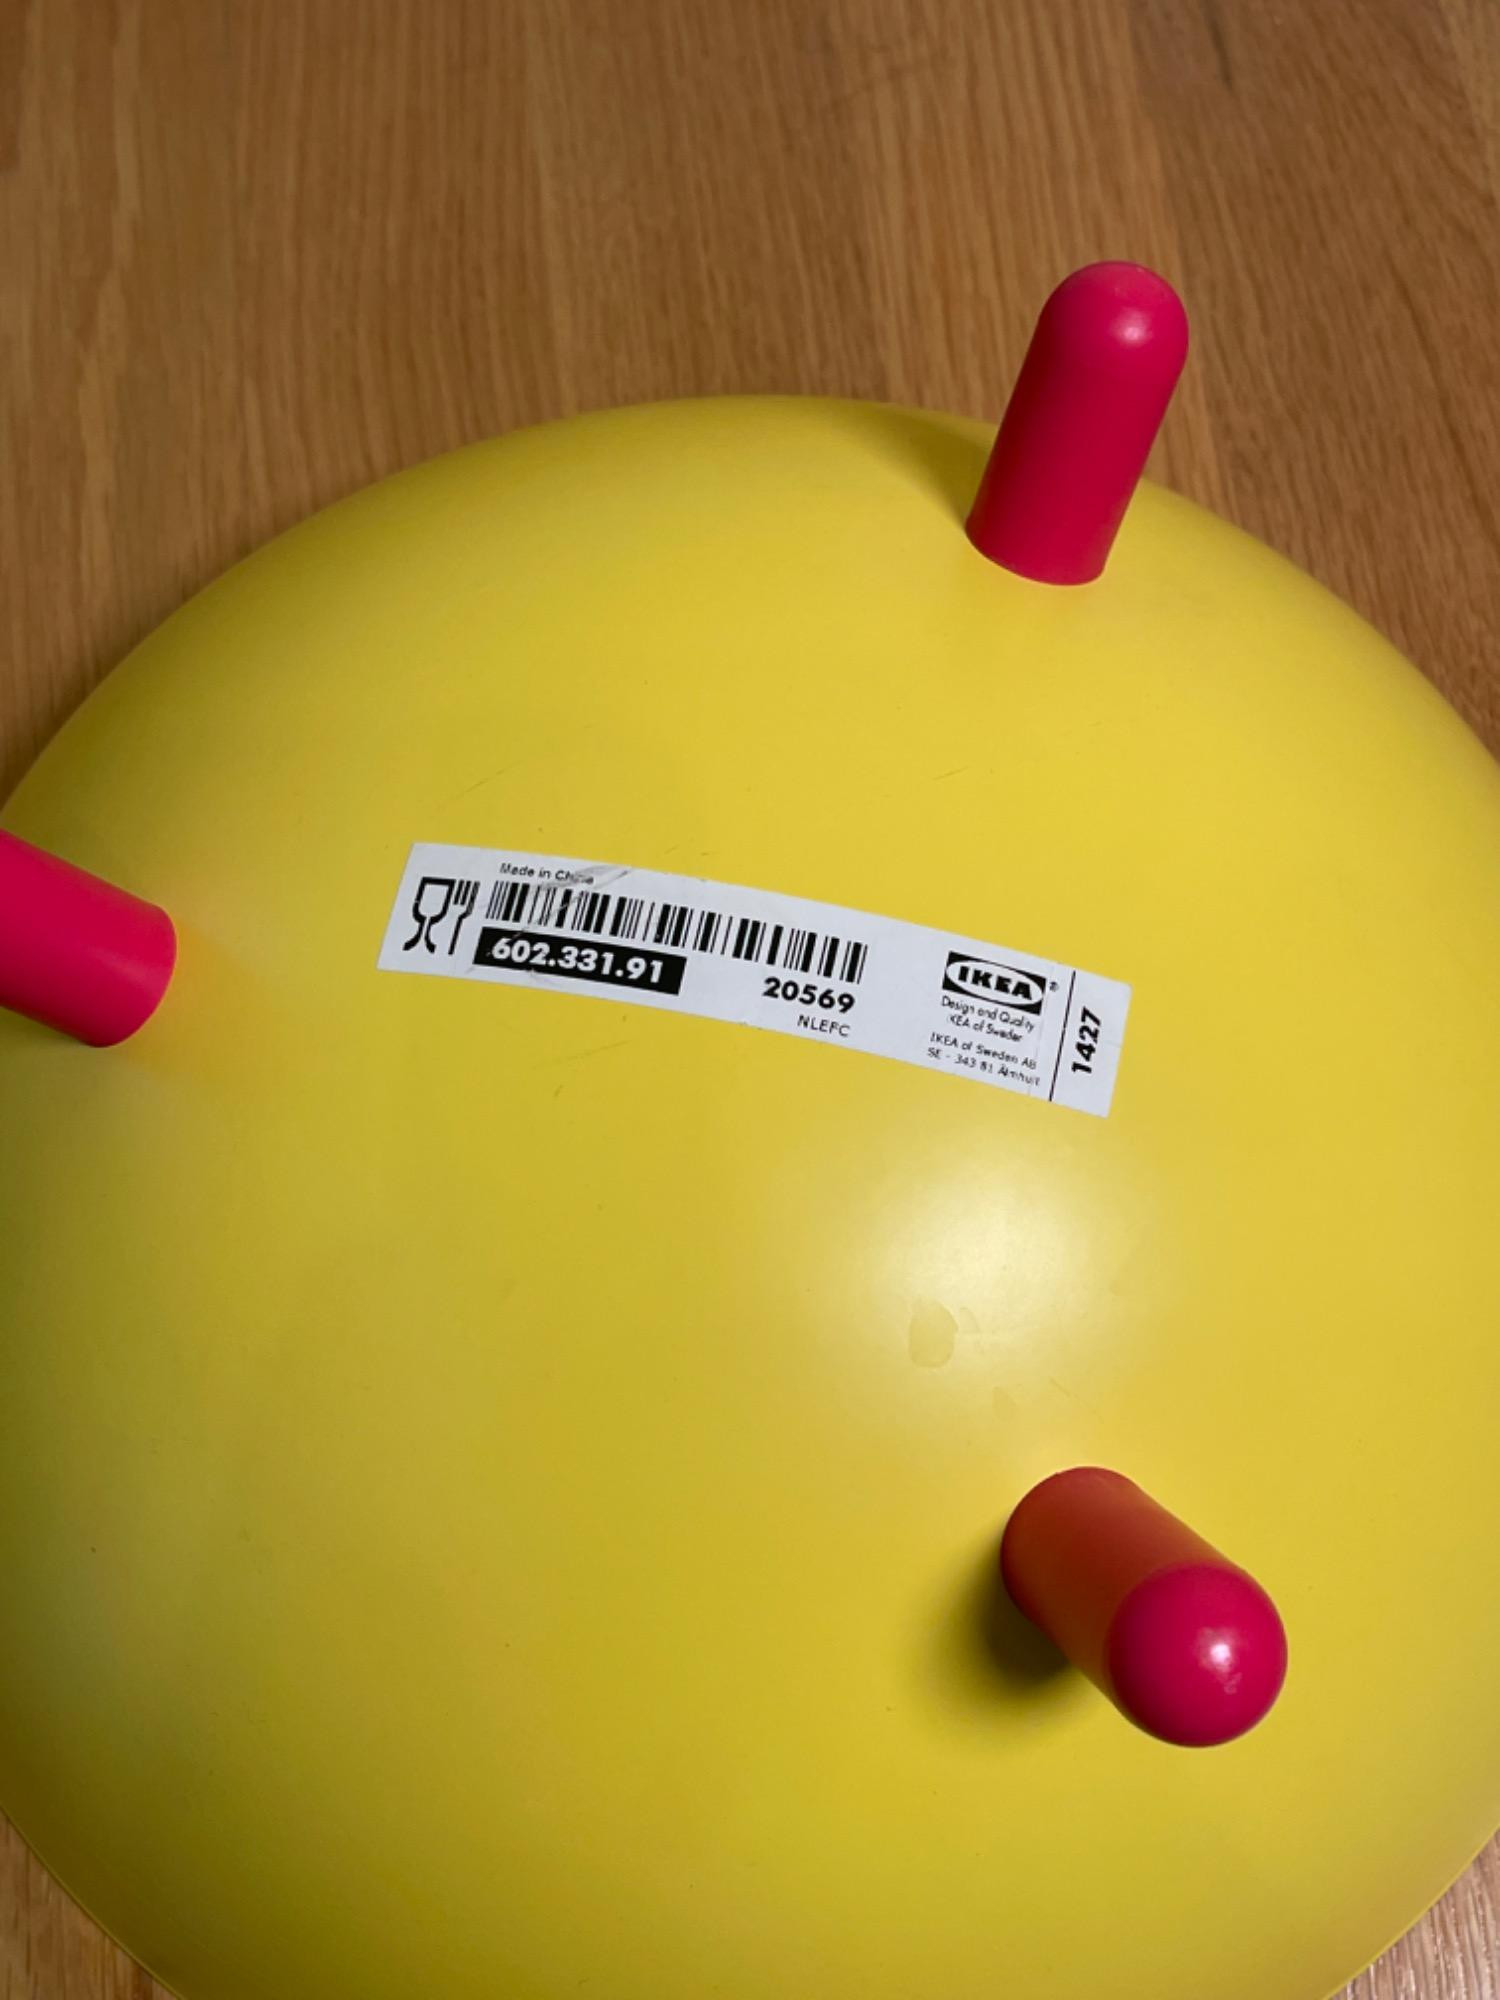 Made in China
602.331.91
20569
NLEFC
IKEA®
Design and Quality
IKEA of Sweden
IKEA of Sweden AB
SE - 343 81 Älmhult
1427